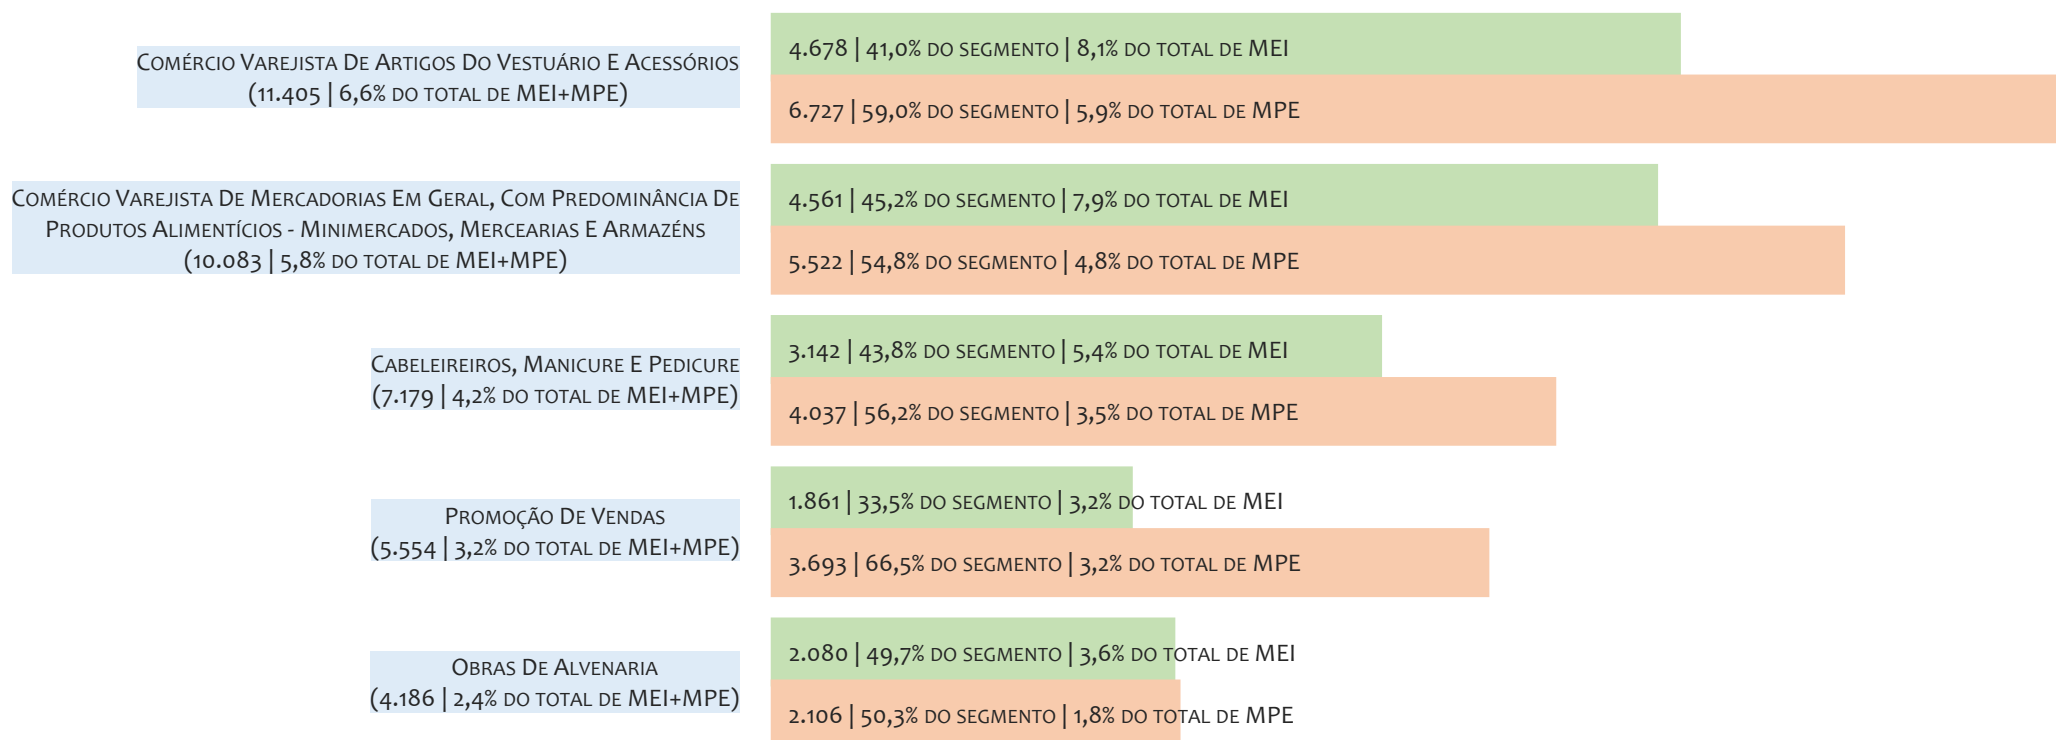 Comércio Varejista De Artigos Do Vestuário E Acessórios
(11.405 | 6,6% do total de MEI+MPE)
4.678 | 41,0% do segmento | 8,1% do total de MEI
6.727 | 59,0% do segmento | 5,9% do total de MPE
Comércio Varejista De Mercadorias Em Geral, Com Predominância De
Produtos Alimentícios - Minimercados, Mercearias E Armazéns
(10.083 | 5,8% do total de MEI+MPE)
4.561 | 45,2% do segmento | 7,9% do total de MEI
5.522 | 54,8% do segmento | 4,8% do total de MPE
Cabeleireiros, Manicure E Pedicure
(7.179 | 4,2% do total de MEI+MPE)
3.142 | 43,8% do segmento | 5,4% do total de MEI
4.037 | 56,2% do segmento | 3,5% do total de MPE
Promoção De Vendas
(5.554 | 3,2% do total de MEI+MPE)
1.861 | 33,5% do segmento | 3,2% do total de MEI
3.693 | 66,5% do segmento | 3,2% do total de MPE
Obras De Alvenaria
(4.186 | 2,4% do total de MEI+MPE)
2.080 | 49,7% do segmento | 3,6% do total de MEI
2.106 | 50,3% do segmento | 1,8% do total de MPE